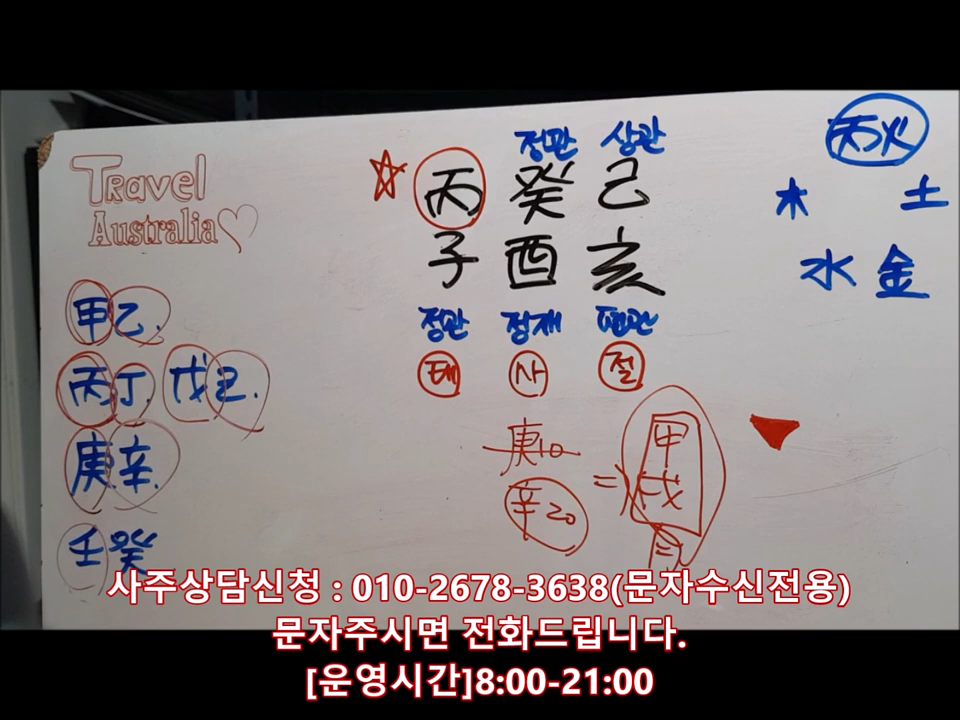 Travel
Australia
甲乙.
丙丁. 戊己.
庚辛.
壬癸
정관 상관
丙 癸 己
子 酉 亥
정관 정재 편관
태 사 절
庚10
辛20
=) 甲
戌
丙火
木 土
水 金
사주상담신청 : 010-2678-3638(문자수신전용)
문자주시면 전화드립니다.
[운영시간]8:00-21:00